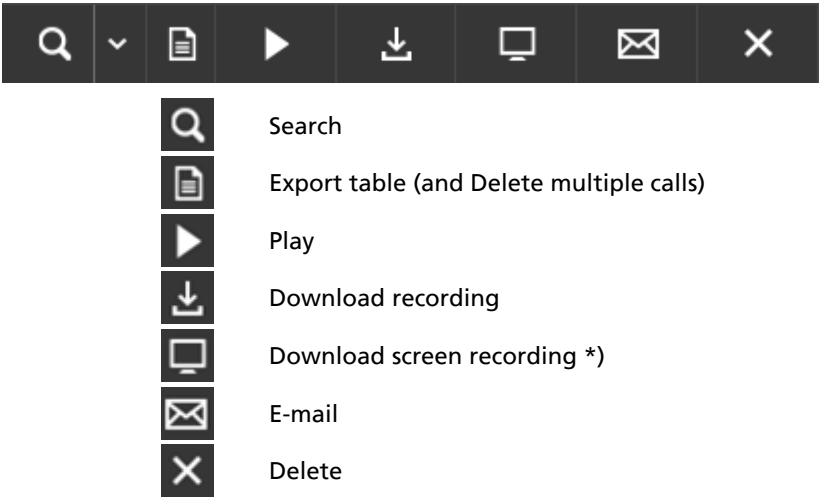 Search
Export table (and Delete multiple calls)
Play
Download recording
Download screen recording *)
E-mail
Delete